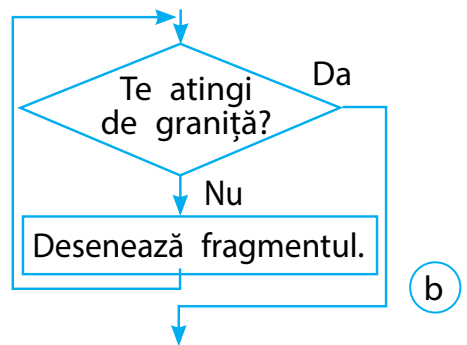 Te atingi
de graniță?
Da
Nu
Desenează fragmentul.
b